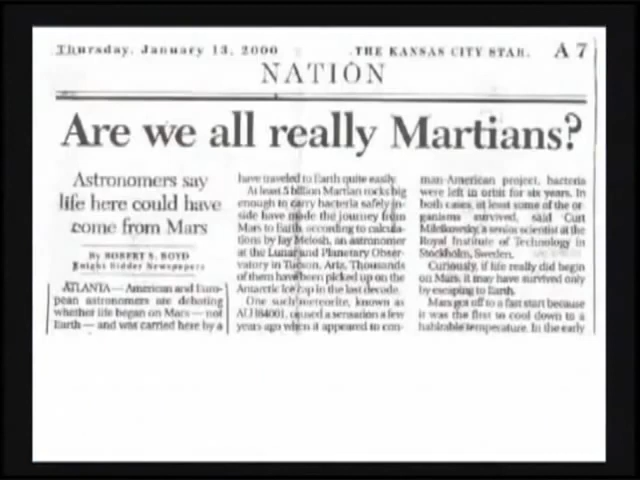 Thursday, January 13, 2000
THE KANSAS CITY STAR.
A 7
NATION
Are we all really Martians?
Astronomers say
life here could have
come from Mars
By ROBERT S. BOYD
Knight Ridder Newspapers
ATLANTA — American and Euro-
pean astronomers are debating
whether life began on Mars — not
Earth — and was carried here by a
have traveled to Earth quite easily.
At least 5 billion Martian rocks big
enough to carry bacteria safely in-
side have made the journey from
Mars to Earth, according to calcula-
tions by Jay Melosh, an astronomer
at the Lunar and Planetary Obser-
vatory in Tucson, Ariz. Thousands
of them have been picked up on the
Antarctic ice cap in the last decade.
One such meteorite, known as
ALH84001, caused a sensation a few
years ago when it appeared to con-
man-American project, bacteria
were left in orbit for six years. In
both cases, at least some of the or-
ganisms survived, said Curt
Mileikowsky, a senior scientist at the
Royal Institute of Technology in
Stockholm, Sweden.
Curiously, if life really did begin
on Mars, it may have survived only
by escaping to Earth.
Mars got off to a fast start because
it was the first to cool down to a
habitable temperature. In the early